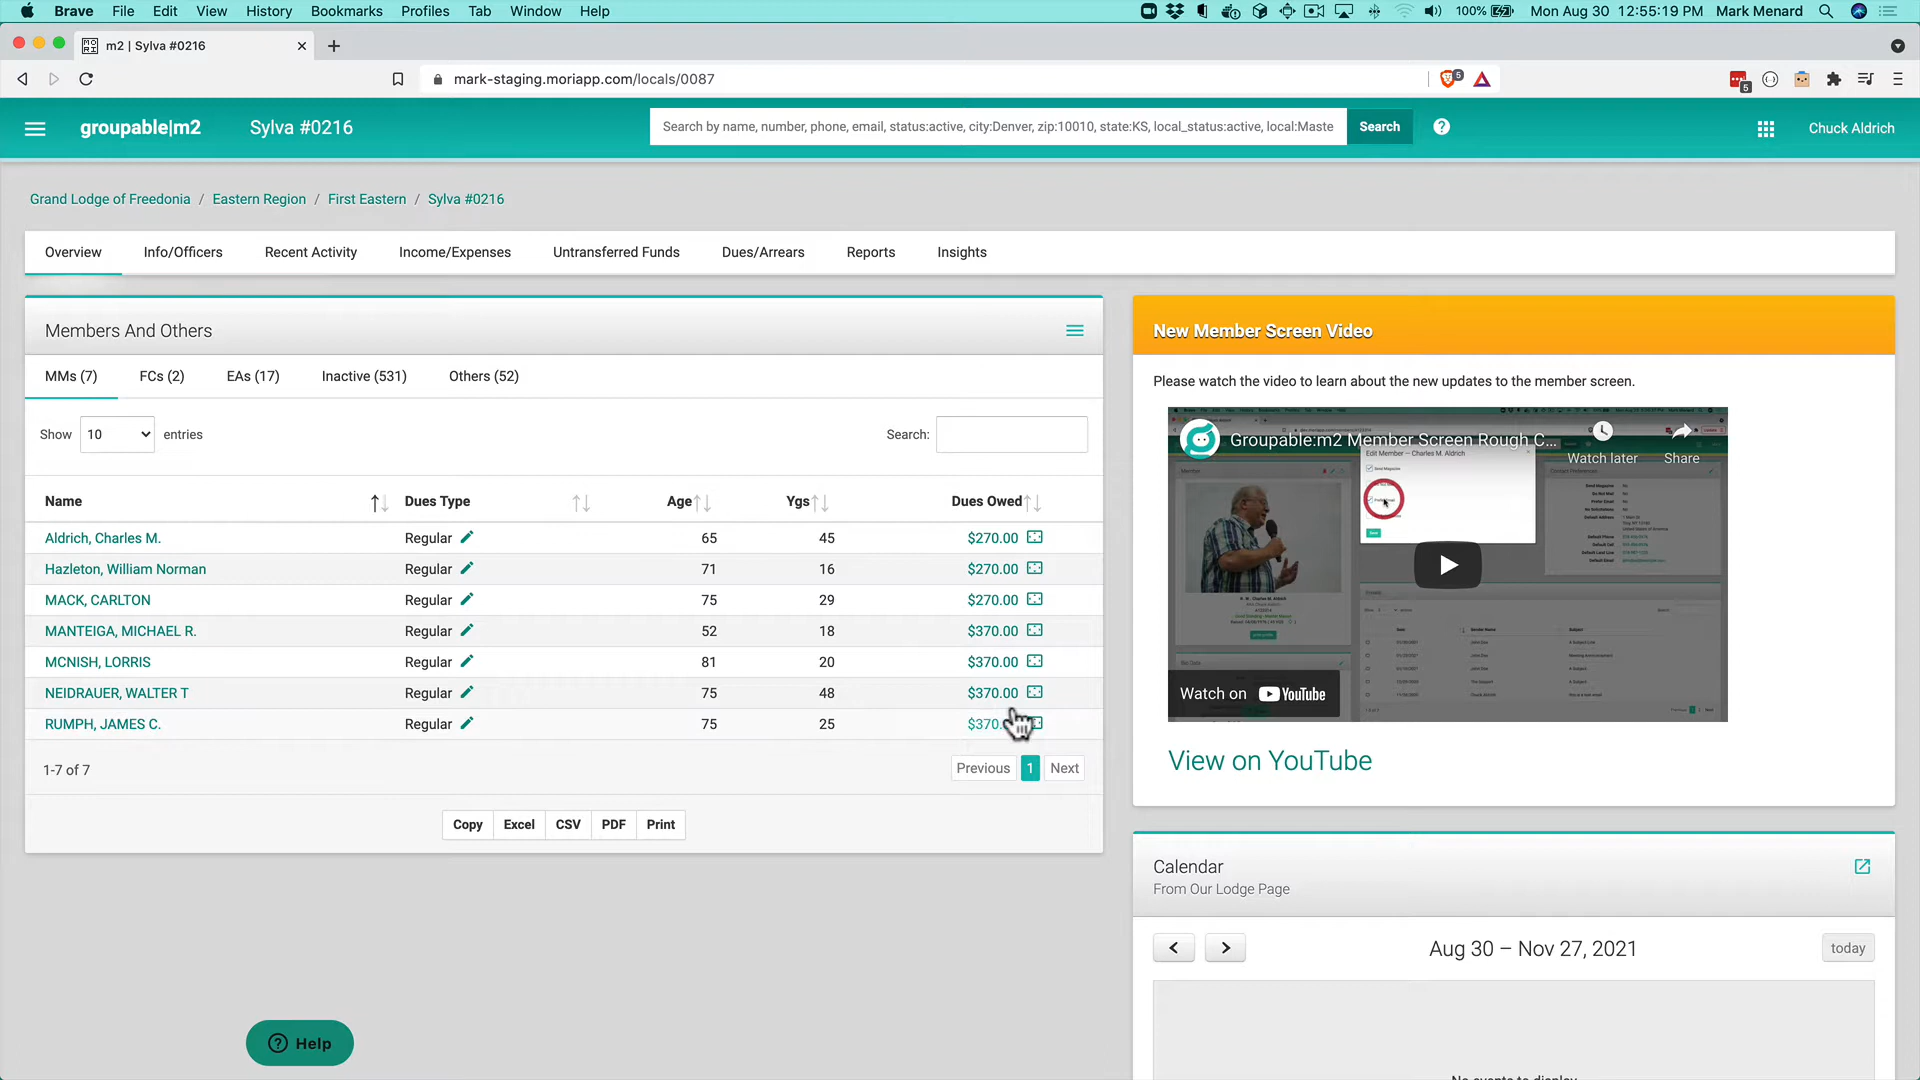 Brave File Edit View History Bookmarks Profiles Tab Window Help 100% Mon Aug 30 12:55:19 PM Mark Menard
m2 | Sylva #0216
mark-staging.moriapp.com/locals/0087 5 5
groupable|m2 Sylva #0216 Search by name, number, phone, email, status:active, city:Denver, zip:10010, state:KS, local_status:active, local:Maste Search Chuck Aldrich
Grand Lodge of Freedonia / Eastern Region / First Eastern / Sylva #0216
Overview Info/Officers Recent Activity Income/Expenses Untransferred Funds Dues/Arrears Reports Insights
Members And Others
MMs (7) FCs (2) EAs (17) Inactive (531) Others (52)
Show 10 entries Search:
Name Dues Type Age Ygs Dues Owed
Aldrich, Charles M. Regular 65 45 $270.00
Hazleton, William Norman Regular 71 16 $270.00
MACK, CARLTON Regular 75 29 $270.00
MANTEIGA, MICHAEL R. Regular 52 18 $370.00
MCNISH, LORRIS Regular 81 20 $370.00
NEIDRAUER, WALTER T Regular 75 48 $370.00
RUMPH, JAMES C. Regular 75 25 $370.
1-7 of 7 Previous 1 Next
Copy Excel CSV PDF Print
Help
New Member Screen Video
Please watch the video to learn about the new updates to the member screen.
Groupable:m2 Member Screen Rough C...
Watch later Share
Edit Member – Charles M. Aldrich
Watch on YouTube
View on YouTube
Calendar
From Our Lodge Page
Aug 30 – Nov 27, 2021 today
No events to display